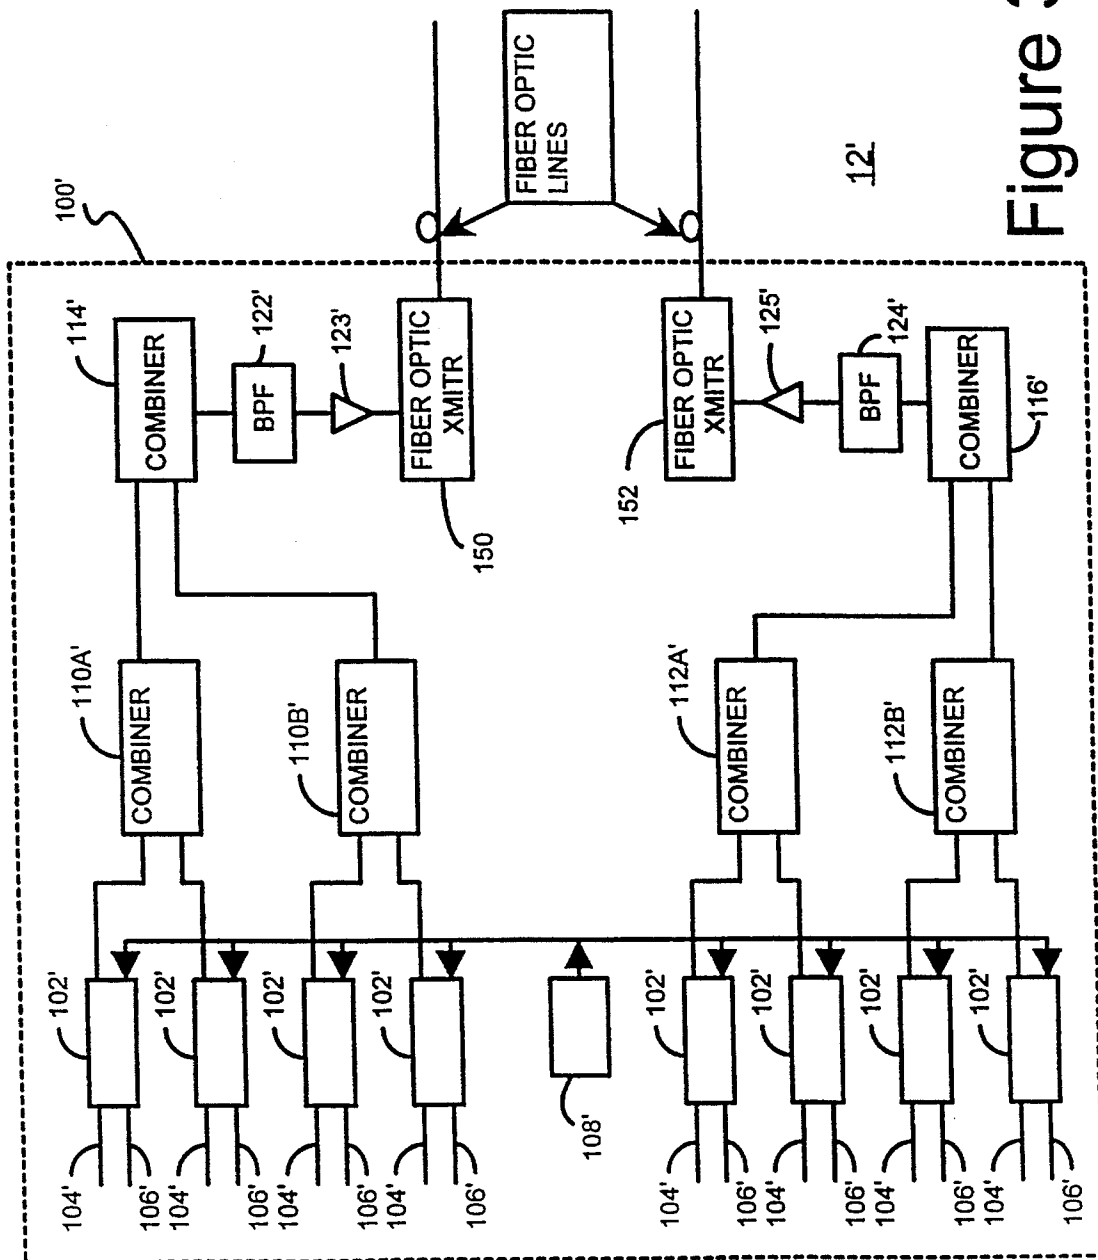 100'
114'
COMBINER
122'
BPF
123'
FIBER OPTIC
XMITR
150
FIBER OPTIC
LINES
152
FIBER OPTIC
XMITR
125'
124'
BPF
COMBINER
116'
110A'
COMBINER
110B'
COMBINER
112A'
COMBINER
112B'
COMBINER
102'
102'
102'
102'
108'
102'
102'
102'
102'
104'
106'
104'
106'
104'
106'
104'
106'
104'
106'
104'
106'
104'
106'
104'
106'
12'
Figure